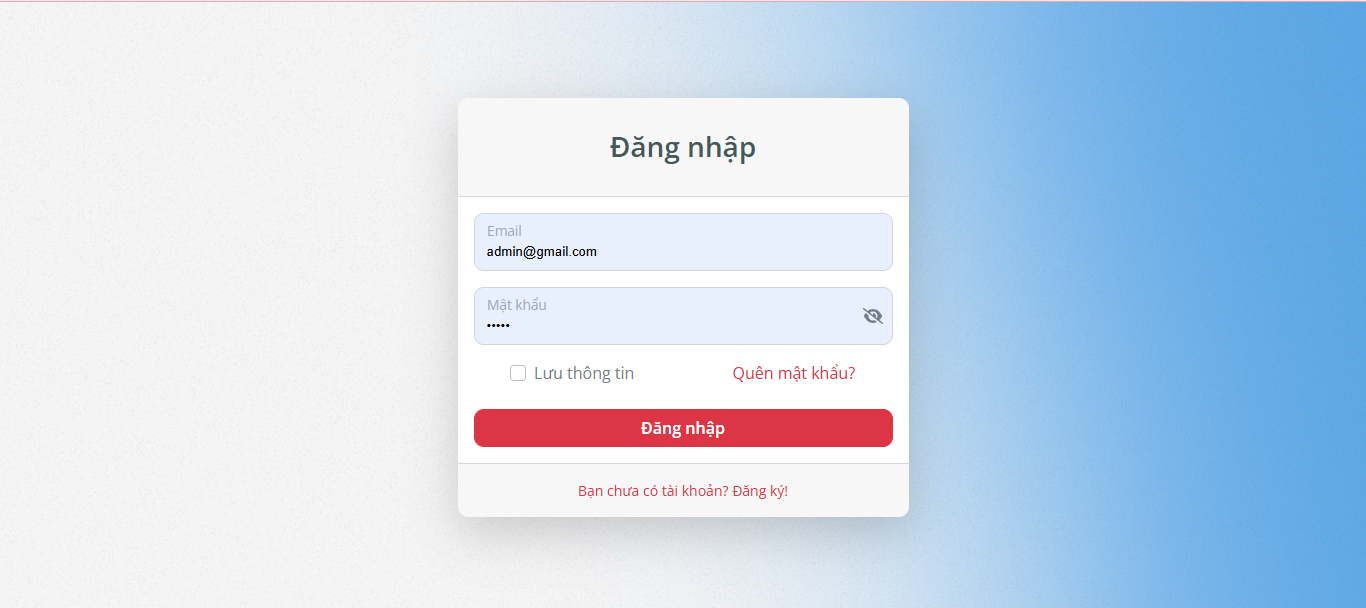 Đăng nhập
Email
admin@gmail.com
Mật khẩu
•••••
Lưu thông tin
Quên mật khẩu?
Đăng nhập
Bạn chưa có tài khoản? Đăng ký!